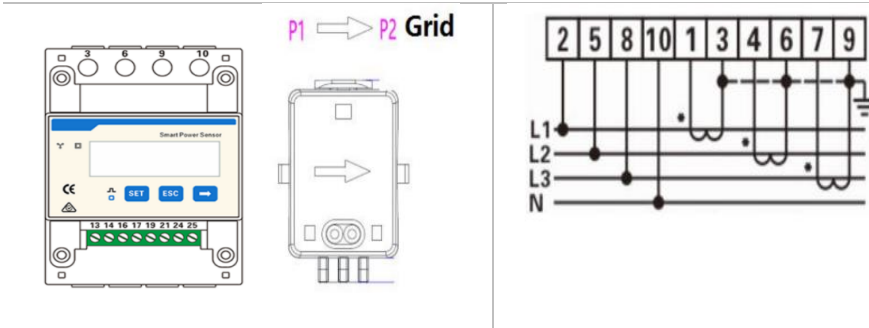 P1 P2 Grid
3 6 9 10
Smart Power Sensor
CE
SET ESC
13 14 16 17 19 21 24 25
2 5 8 10 1 3 4 6 7 9
L1
L2
L3
N